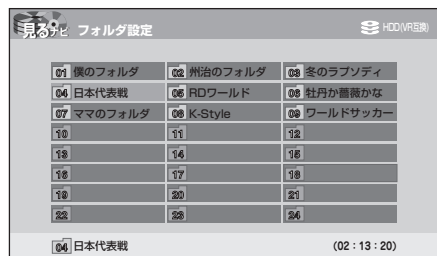 見るナビ フォルダ設定 HDD(VR互換)
01 僕のフォルダ 02 州治のフォルダ 03 冬のラブソディ
04 日本代表戦 05 RDワールド 06 牡丹か薔薇かな
07 ママのフォルダ 08 K-Style 09 ワールドサッカー
10 11 12
13 14 15
16 17 18
19 20 21
22 23 24
04 日本代表戦 (02:13:20)